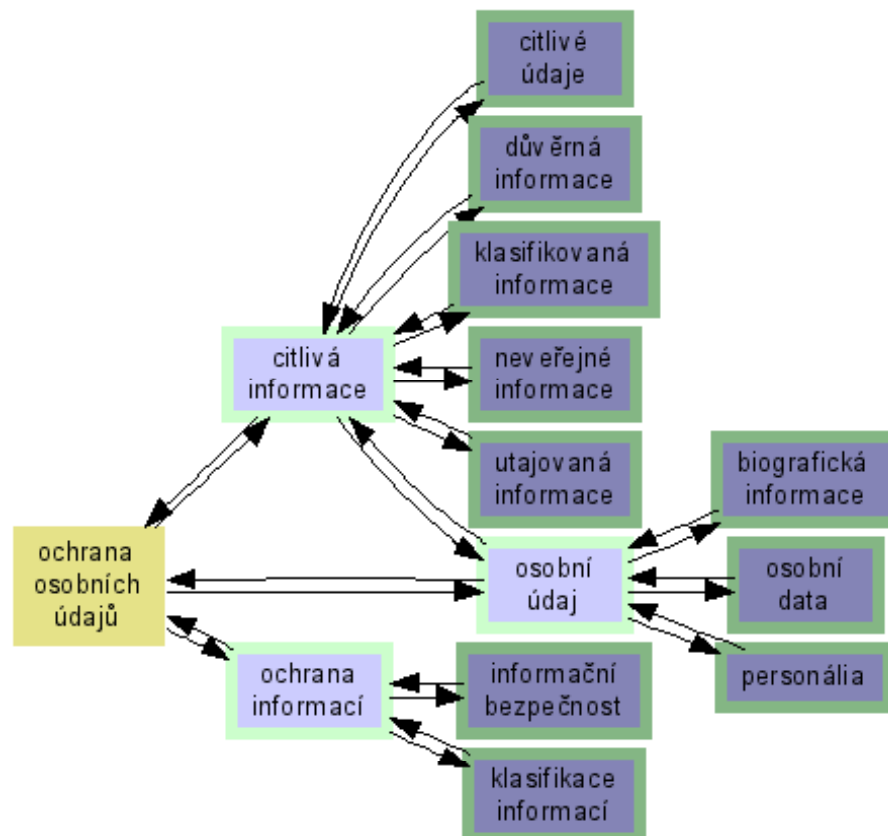 citlivé
údaje
důvěrná
informace
klasifikovaná
informace
citlivá
informace
neveřejné
informace
utajovaná
informace
biografická
informace
ochrana
osobních
údajů
osobní
údaj
osobní
data
ochrana
informací
informační
bezpečnost
personália
klasifikace
informací